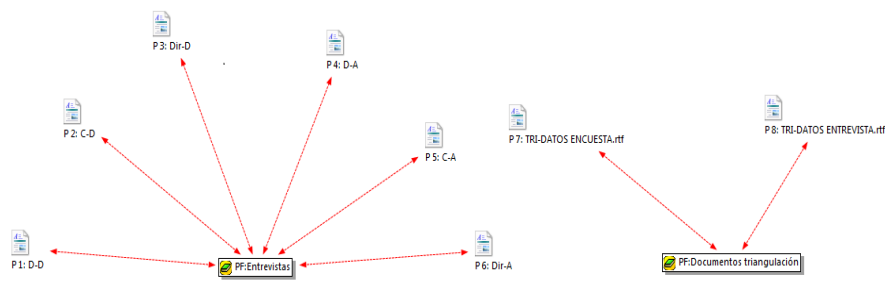 P 3: Dir-D
P 4: D-A
P 2: C-D
P 5: C-A
P 1: D-D
P 6: Dir-A
PF:Entrevistas
P 7: TRI-DATOS ENCUESTA.rtf
P 8: TRI-DATOS ENTREVISTA.rtf
PF:Documentos triangulación